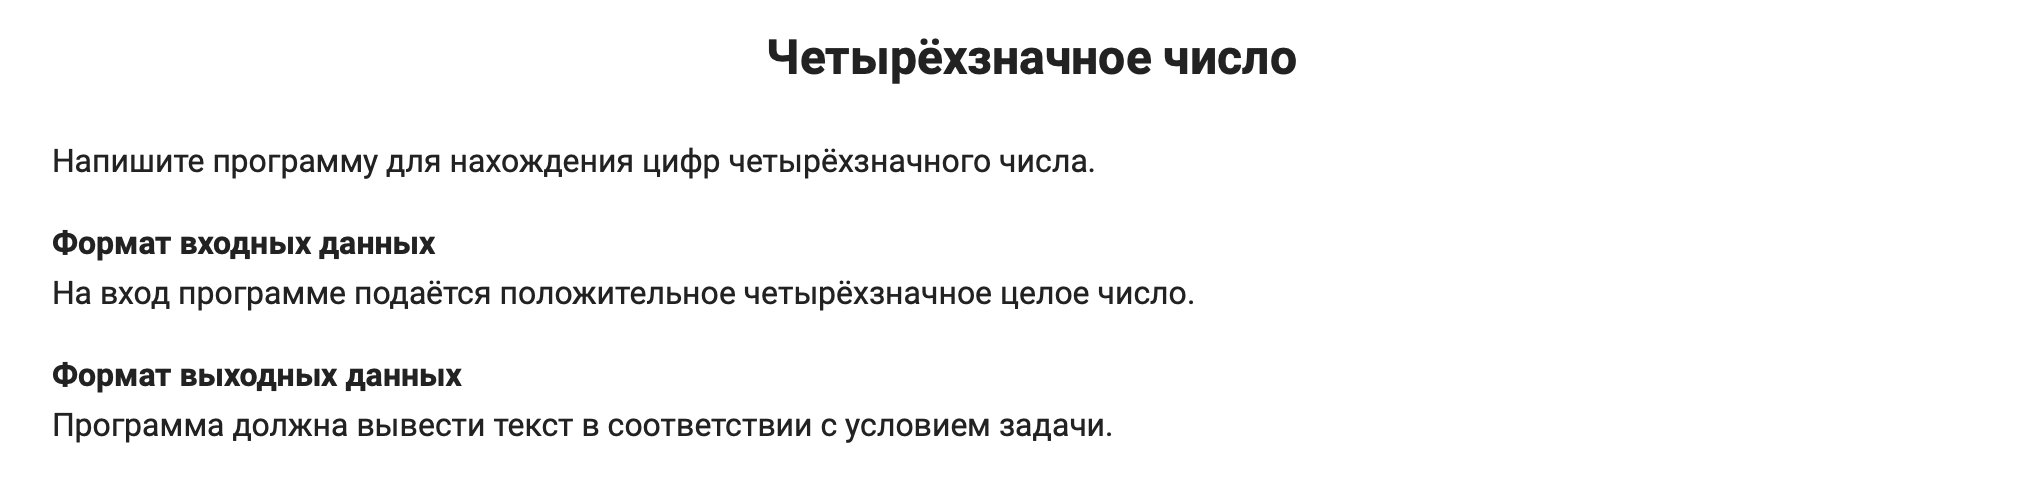 Четырёхзначное число
Напишите программу для нахождения цифр четырёхзначного числа.
Формат входных данных
На вход программе подаётся положительное четырёхзначное целое число.
Формат выходных данных
Программа должна вывести текст в соответствии с условием задачи.